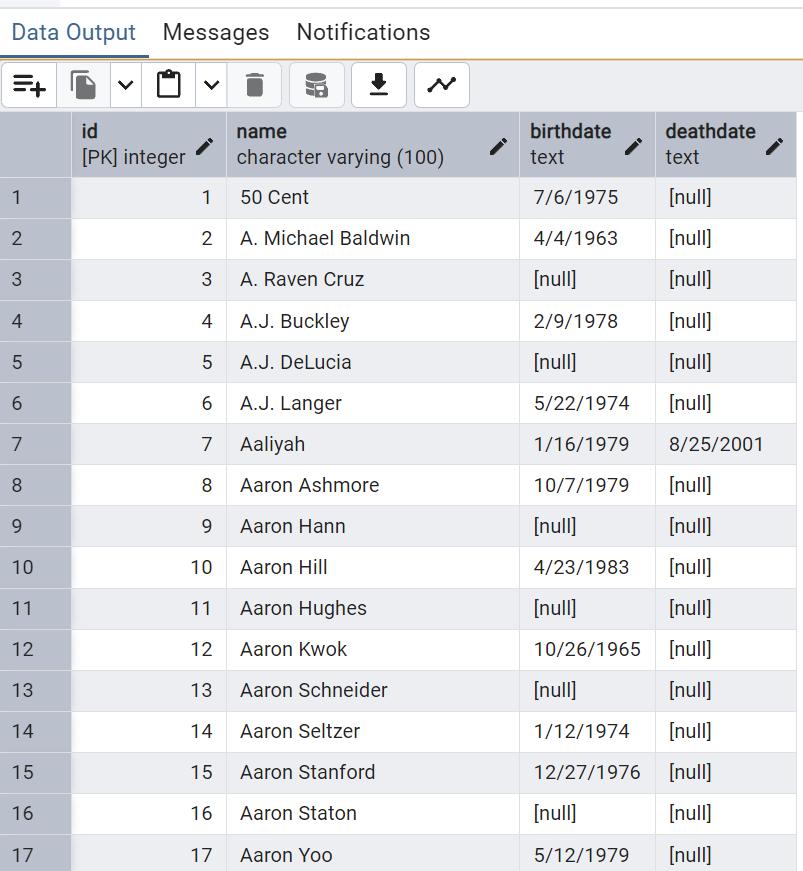 Data Output Messages Notifications
id name birthdate deathdate
[PK] integer character varying (100) text text
1 1 50 Cent 7/6/1975 [null]
2 2 A. Michael Baldwin 4/4/1963 [null]
3 3 A. Raven Cruz [null] [null]
4 4 A.J. Buckley 2/9/1978 [null]
5 5 A.J. DeLucia [null] [null]
6 6 A.J. Langer 5/22/1974 [null]
7 7 Aaliyah 1/16/1979 8/25/2001
8 8 Aaron Ashmore 10/7/1979 [null]
9 9 Aaron Hann [null] [null]
10 10 Aaron Hill 4/23/1983 [null]
11 11 Aaron Hughes [null] [null]
12 12 Aaron Kwok 10/26/1965 [null]
13 13 Aaron Schneider [null] [null]
14 14 Aaron Seltzer 1/12/1974 [null]
15 15 Aaron Stanford 12/27/1976 [null]
16 16 Aaron Staton [null] [null]
17 17 Aaron Yoo 5/12/1979 [null]